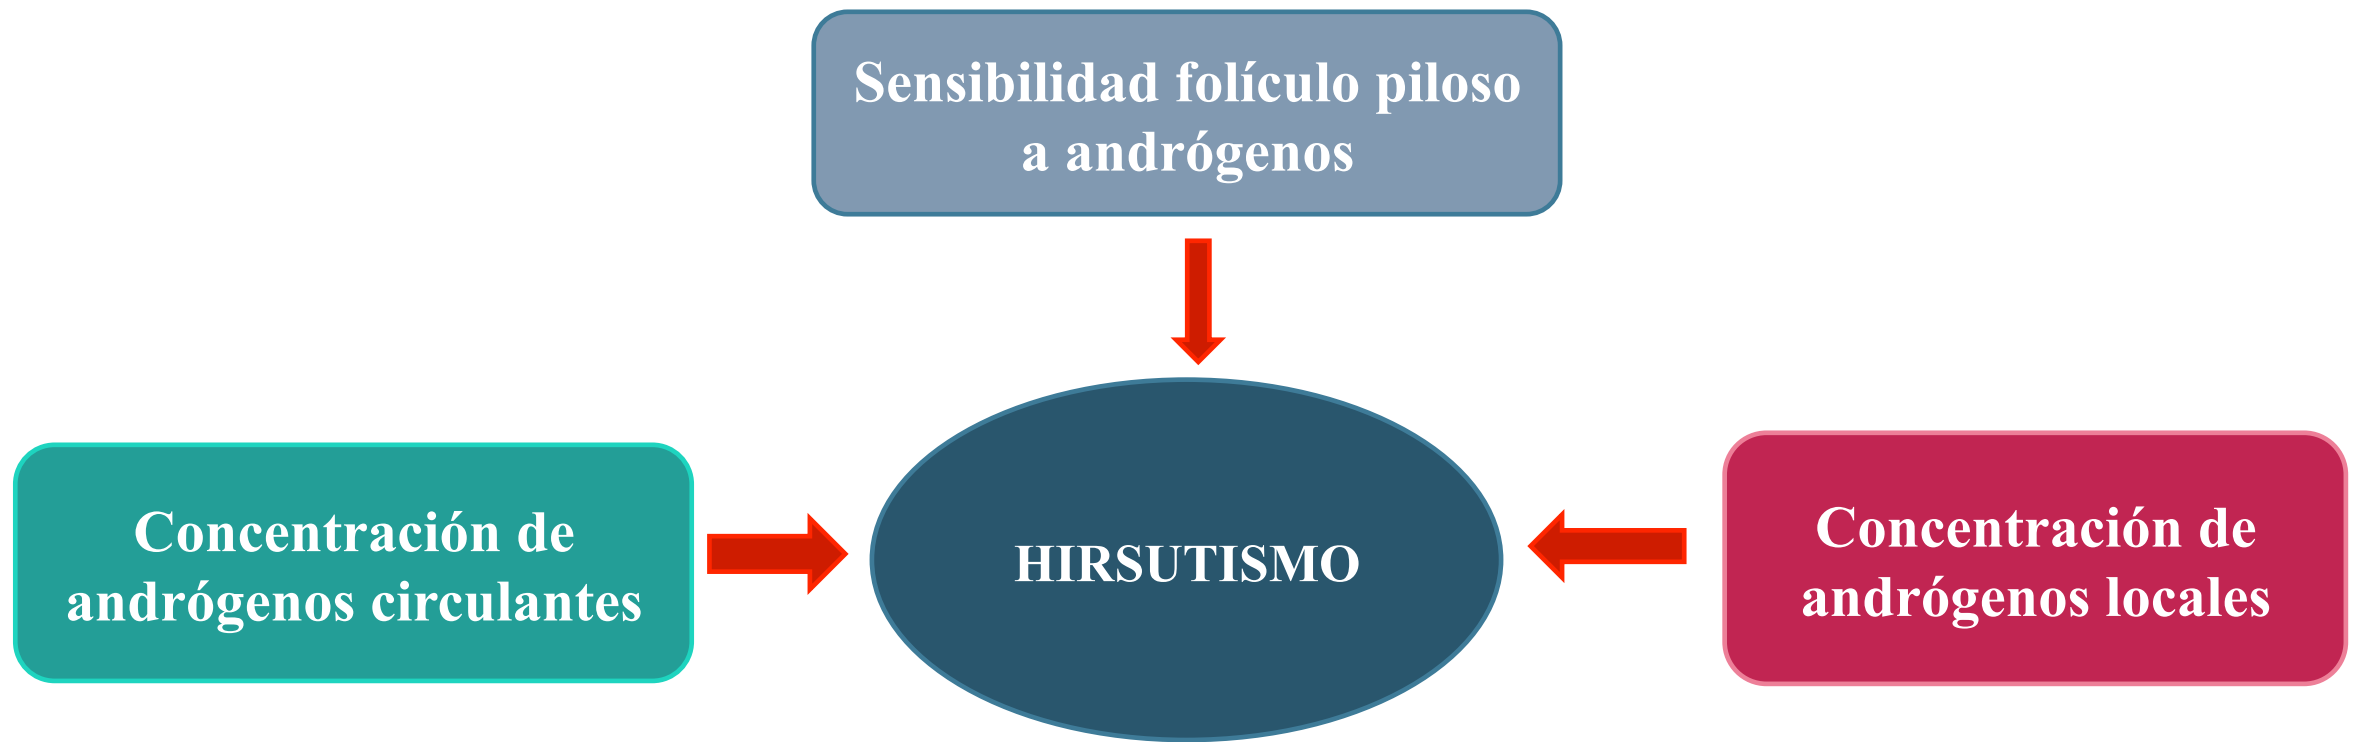 Sensibilidad folículo piloso
a andrógenos
Concentración de
andrógenos circulantes
HIRSUTISMO
Concentración de
andrógenos locales